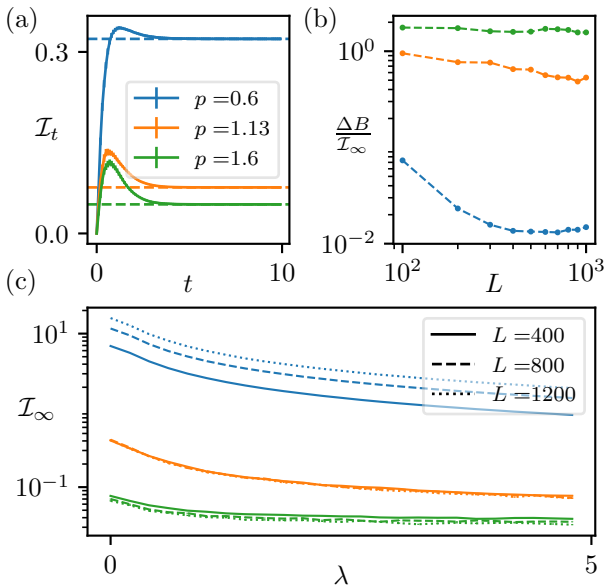 (a)
0.3
0.0
𝓘ₜ
p =0.6
p =1.13
p =1.6
0
10
t
(b)
10⁰
10⁻²
ΔB
𝓘∞
10²
10³
L
(c)
10¹
10⁻¹
𝓘∞
L =400
L =800
L =1200
0
5
λ